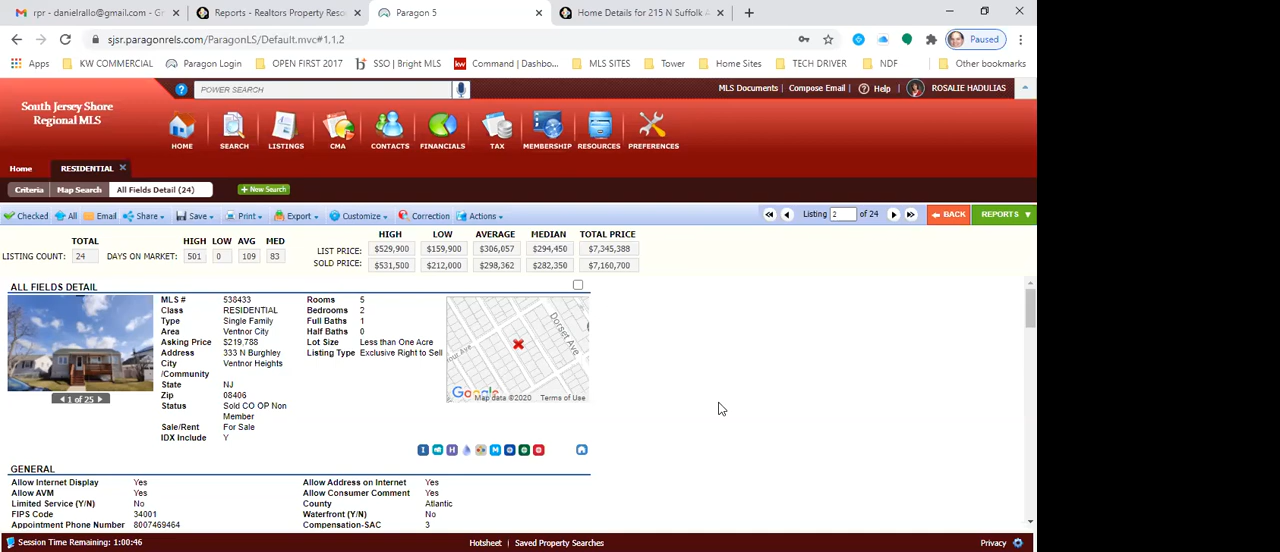 rpr - danielrallo@gmail.com - Gr
Reports - Realtors Property Reso
Paragon 5
Home Details for 215 N Suffolk A
sjsr.paragonrels.com/ParagonLS/Default.mvc#1,1,2
Paused
Apps KW COMMERCIAL Paragon Login OPEN FIRST 2017 SSO | Bright MLS Command | Dashbo... MLS SITES Tower Home Sites TECH DRIVER NDF Other bookmarks
South Jersey Shore
Regional MLS
POWER SEARCH
MLS Documents Compose Email Help ROSALIE HADULIAS
HOME SEARCH LISTINGS CMA CONTACTS FINANCIALS TAX MEMBERSHIP RESOURCES PREFERENCES
Home RESIDENTIAL
Criteria Map Search All Fields Detail (24) + New Search
Checked All Email Share Save Print Export Customize Correction Actions Listing 2 of 24 BACK REPORTS
TOTAL HIGH LOW AVG MED
LISTING COUNT: 24 DAYS ON MARKET: 501 0 109 83
HIGH LOW AVERAGE MEDIAN TOTAL PRICE
LIST PRICE: $529,900 $159,900 $306,057 $294,450 $7,345,388
SOLD PRICE: $531,500 $212,000 $298,362 $282,350 $7,160,700
ALL FIELDS DETAIL
MLS # 538433
Class RESIDENTIAL
Type Single Family
Area Ventnor City
Asking Price $219,788
Address 333 N Burghley
City Ventnor Heights
/Community
State NJ
Zip 08406
Status Sold CO OP Non
Member
Sale/Rent For Sale
IDX Include Y
Rooms 5
Bedrooms 2
Full Baths 1
Half Baths 0
Lot Size Less than One Acre
Listing Type Exclusive Right to Sell
Dorset Ave
our Ave
Google Map data ©2020 Terms of Use
1 of 25
I H M
GENERAL
Allow Internet Display Yes Allow Address on Internet Yes
Allow AVM Yes Allow Consumer Comment Yes
Limited Service (Y/N) No County Atlantic
FIPS Code 34001 Waterfront (Y/N) No
Appointment Phone Number 8007469464 Compensation-SAC 3
Session Time Remaining: 1:00:46 Hotsheet | Saved Property Searches Privacy